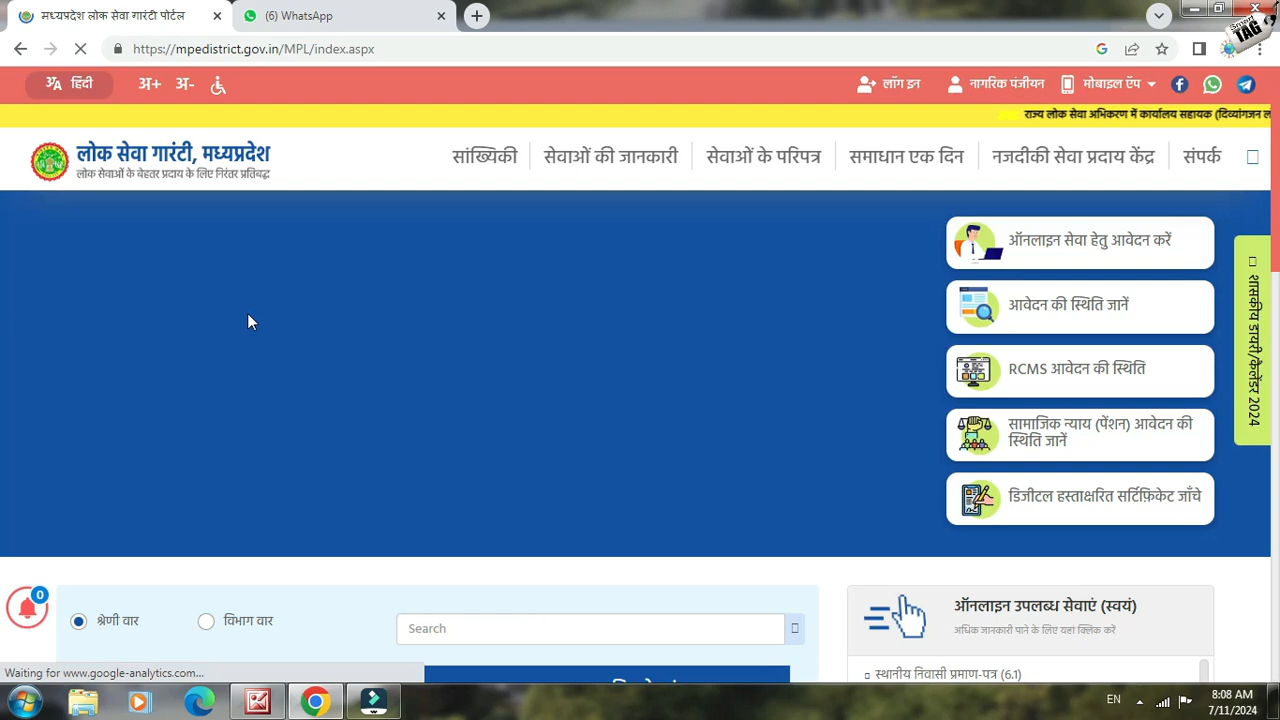 मध्यप्रदेश लोक सेवा गारंटी पोर्टल
(6) WhatsApp
Smart TAG
https://mpedistrict.gov.in/MPL/index.aspx
हिंदी
अ+ अ-
लॉग इन
नागरिक पंजीयन
मोबाइल ऍप
राज्य लोक सेवा अभिकरण में कार्यालय सहायक (दिव्यांगजन
लोक सेवा गारंटी, मध्यप्रदेश
लोक सेवाओं के बेहतर प्रदाय के लिए निरंतर प्रतिबद्ध
सांख्यिकी
सेवाओं की जानकारी
सेवाओं के परिपत्र
समाधान एक दिन
नजदीकी सेवा प्रदाय केंद्र
संपर्क
ऑनलाइन सेवा हेतु आवेदन करें
आवेदन की स्थिति जानें
RCMS आवेदन की स्थिति
सामाजिक न्याय (पेंशन) आवेदन की
स्थिति जानें
डिजीटल हस्ताक्षरित सर्टिफ़िकेट जाँचे
शासकीय डायरी/कैलेंडर 2024
0
श्रेणी वार
विभाग वार
Search
ऑनलाइन उपलब्ध सेवाएं (स्वयं)
अधिक जानकारी पाने के लिए यहां क्लिक करें
स्थानीय निवासी प्रमाण-पत्र (6.1)
Waiting for www.google-analytics.com...
EN
8:08 AM
7/11/2024